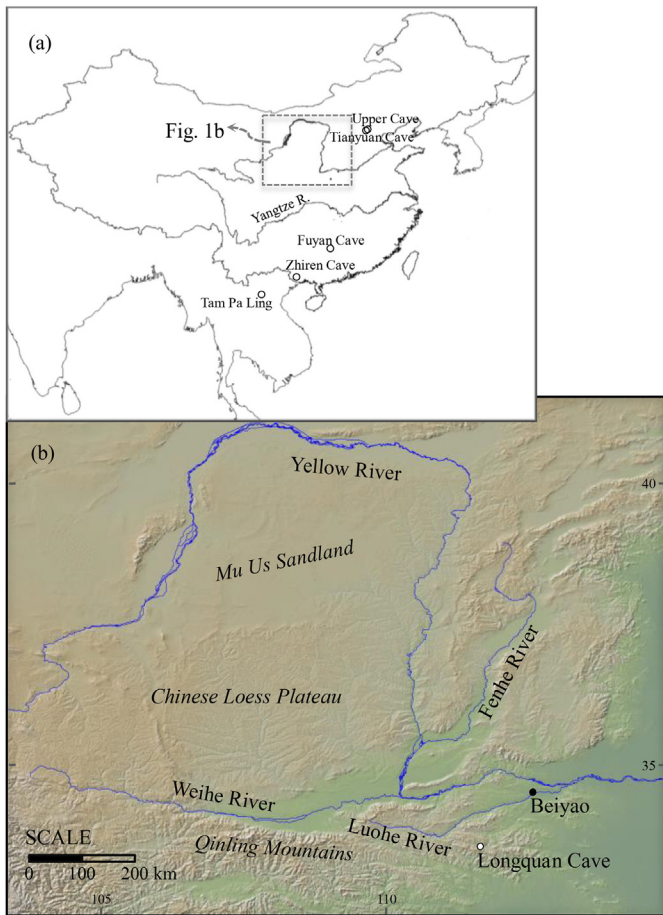 (a)
Upper Cave
Fig. 1b
Tianyuan Cave
Yangtze R.
Fuyan Cave
Zhiren Cave
Tam Pa Ling
(b)
Yellow River
40
Mu Us Sandland
Fenhe River
Chinese Loess Plateau
35
Weihe River
Beiyao
SCALE
Luohe River
Qinling Mountains
Longquan Cave
0 100 200 km
105
110